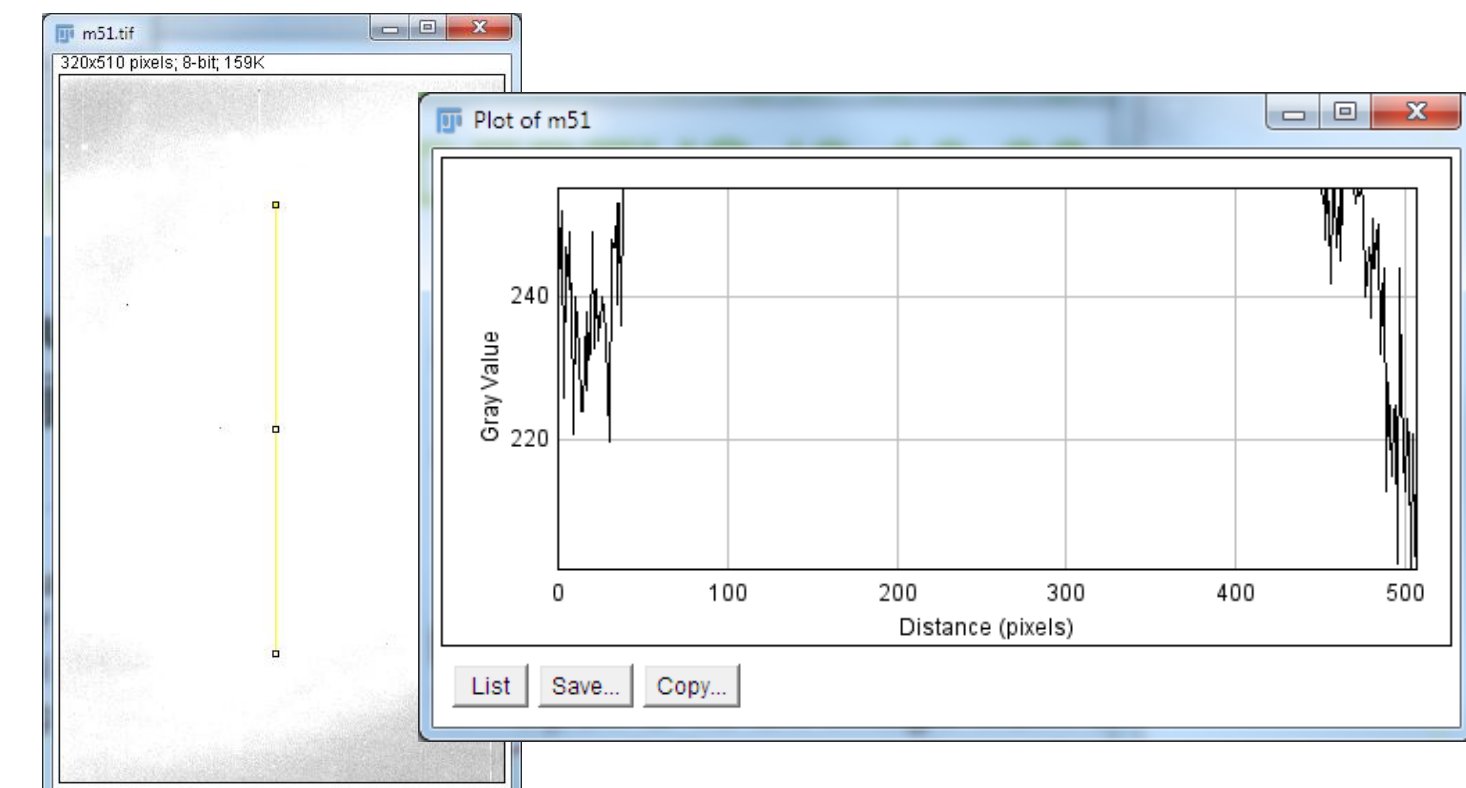 m51.tif
320x510 pixels; 8-bit; 159K
Plot of m51
240
220
Gray Value
0 100 200 300 400 500
Distance (pixels)
List Save... Copy...